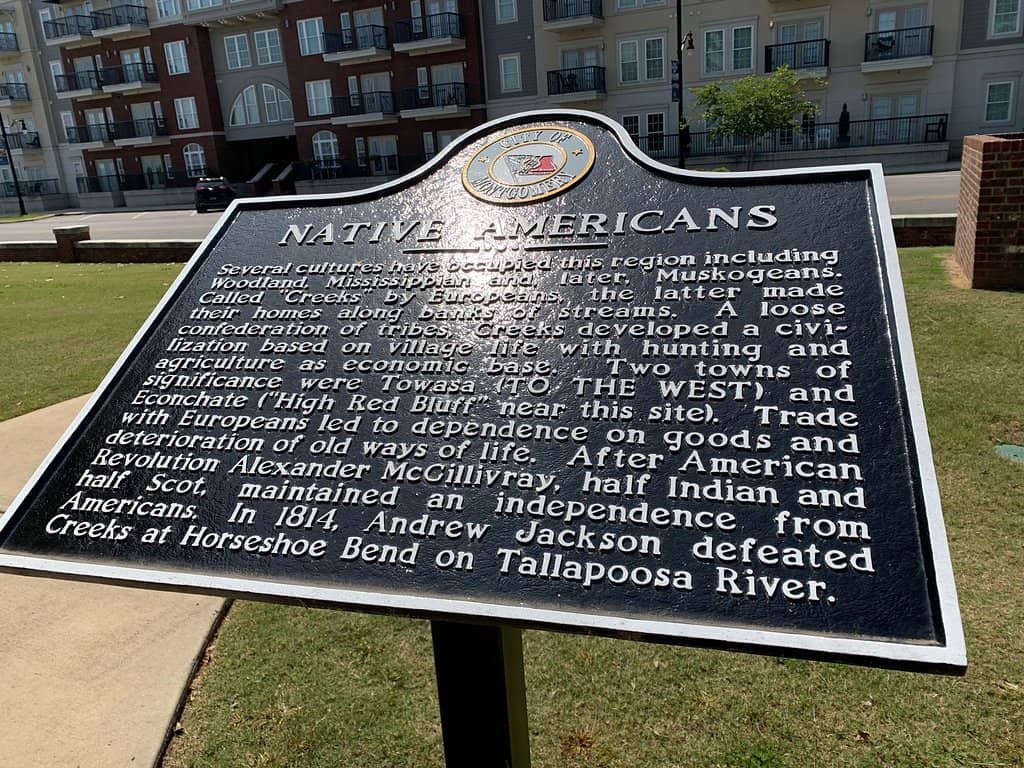 CITY OF
MONTGOMERY
NATIVE AMERICANS
Several cultures have occupied this region including
Woodland, Mississippian and, later, Muskogeans.
Called "Creeks" by Europeans, the latter made
their homes along banks of streams. A loose
confederation of tribes, Creeks developed a civi-
lization based on village life with hunting and
agriculture as economic base. Two towns of
significance were Towasa (TO THE WEST) and
Econchate ("High Red Bluff" near this site). Trade
with Europeans led to dependence on goods and
deterioration of old ways of life. After American
Revolution Alexander McGillivray, half Indian and
half Scot, maintained an independence from
Americans. In 1814, Andrew Jackson defeated
Creeks at Horseshoe Bend on Tallapoosa River.